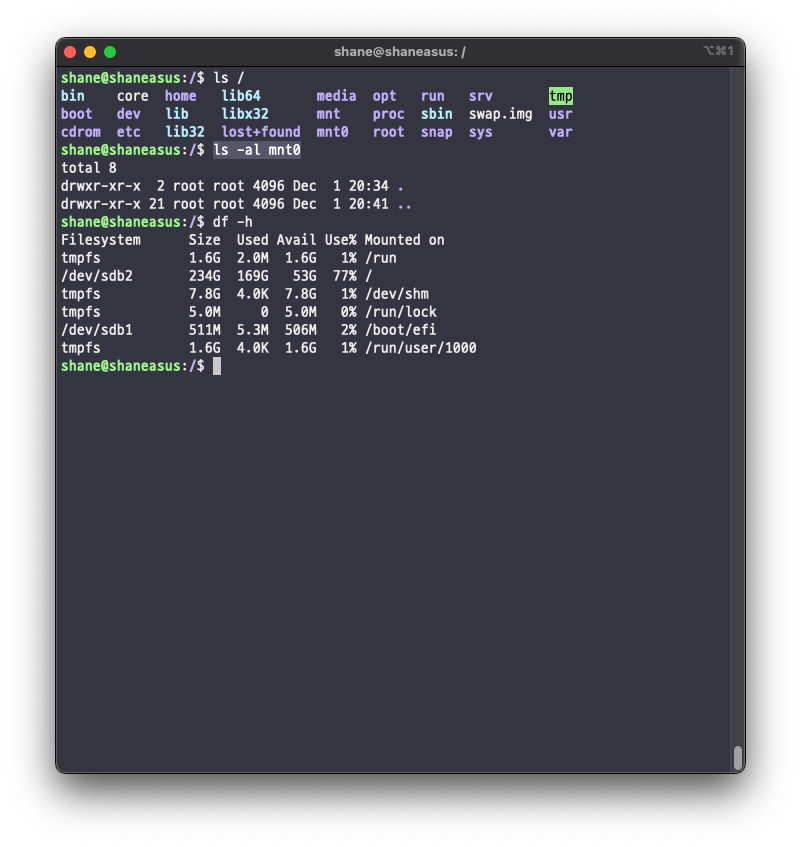 shane@shaneasus: /
⌥⌘1
shane@shaneasus:/$ ls /
bin    core  home   lib64       media  opt   run   srv       tmp
boot   dev   lib    libx32      mnt    proc  sbin  swap.img  usr
cdrom  etc   lib32  lost+found  mnt0   root  snap  sys       var
shane@shaneasus:/$ ls -al mnt0
total 8
drwxr-xr-x  2 root root 4096 Dec  1 20:34 .
drwxr-xr-x 21 root root 4096 Dec  1 20:41 ..
shane@shaneasus:/$ df -h
Filesystem      Size  Used Avail Use% Mounted on
tmpfs           1.6G  2.0M  1.6G   1% /run
/dev/sdb2       234G  169G   53G  77% /
tmpfs           7.8G  4.0K  7.8G   1% /dev/shm
tmpfs           5.0M     0  5.0M   0% /run/lock
/dev/sdb1       511M  5.3M  506M   2% /boot/efi
tmpfs           1.6G  4.0K  1.6G   1% /run/user/1000
shane@shaneasus:/$